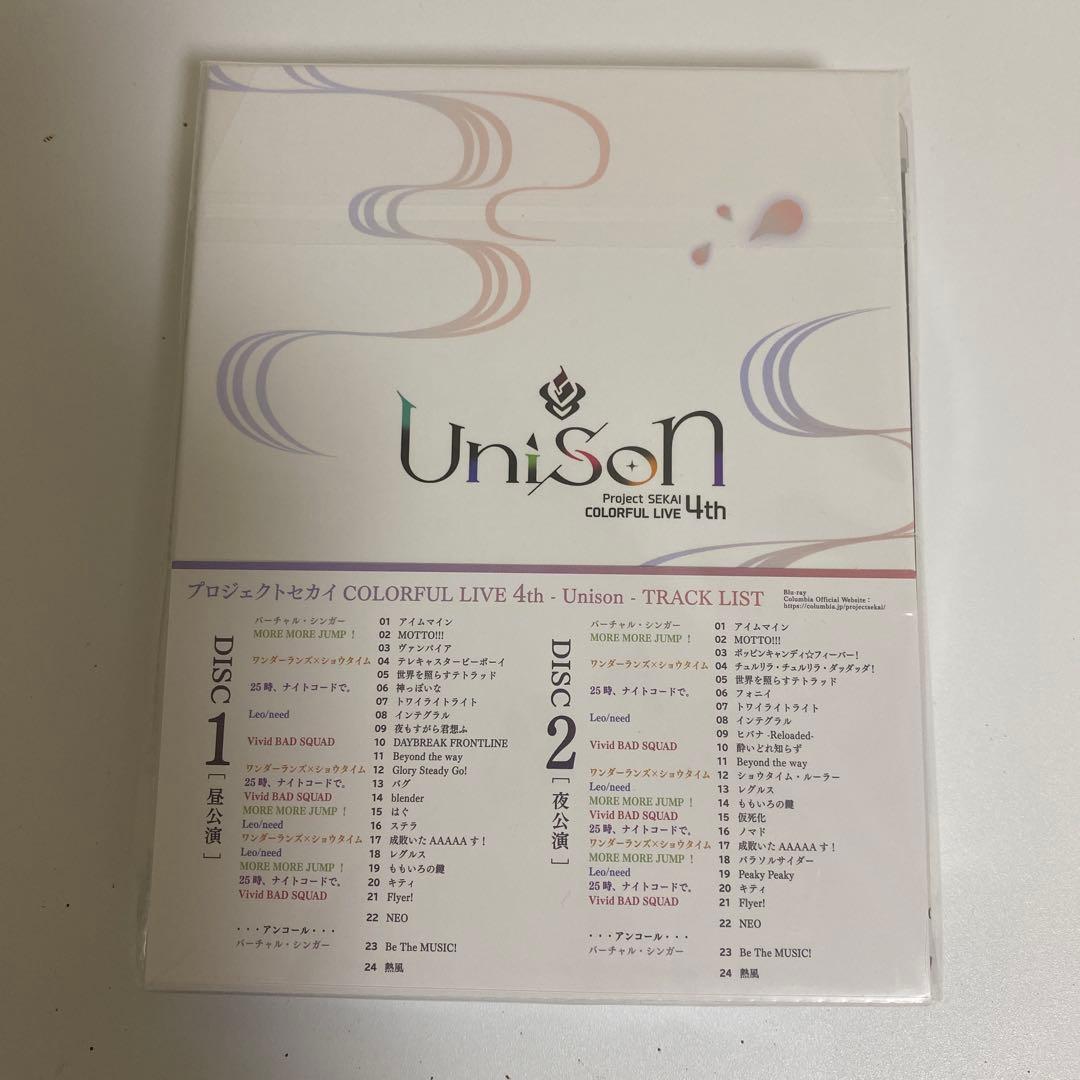 UniSoN
Project SEKAI
COLORFUL LIVE 4th
プロジェクトセカイ COLORFUL LIVE 4th - Unison - TRACK LIST
Blu-ray
Columbia Official Website：
https://columbia.jp/projectsekai/
DISC 1 [昼公演]
バーチャル・シンガー 01 アイムマイン
MORE MORE JUMP！ 02 MOTTO!!!
03 ヴァンパイア
ワンダーランズ×ショウタイム 04 テレキャスタービーボーイ
05 世界を照らすテトラッド
25時、ナイトコードで。 06 神っぽいな
07 トワイライトライト
Leo/need 08 インテグラル
09 夜もすがら君想ふ
Vivid BAD SQUAD 10 DAYBREAK FRONTLINE
11 Beyond the way
ワンダーランズ×ショウタイム 12 Glory Steady Go!
25時、ナイトコードで。 13 バグ
Vivid BAD SQUAD 14 blender
MORE MORE JUMP！ 15 はぐ
Leo/need 16 ステラ
ワンダーランズ×ショウタイム 17 成敗いたAAAAAす！
Leo/need 18 レグルス
MORE MORE JUMP！ 19 ももいろの鍵
25時、ナイトコードで。 20 キティ
Vivid BAD SQUAD 21 Flyer!
22 NEO
・・・アンコール・・・
バーチャル・シンガー 23 Be The MUSIC!
24 熱風
DISC 2 [夜公演]
バーチャル・シンガー 01 アイムマイン
MORE MORE JUMP！ 02 MOTTO!!!
03 ポッピンキャンディ☆フィーバー！
ワンダーランズ×ショウタイム 04 チュルリラ・チュルリラ・ダッダッダ！
05 世界を照らすテトラッド
25時、ナイトコードで。 06 フォニイ
07 トワイライトライト
Leo/need 08 インテグラル
09 ヒバナ -Reloaded-
Vivid BAD SQUAD 10 酔いどれ知らず
11 Beyond the way
ワンダーランズ×ショウタイム 12 ショウタイム・ルーラー
Leo/need 13 レグルス
MORE MORE JUMP！ 14 ももいろの鍵
Vivid BAD SQUAD 15 仮死化
25時、ナイトコードで。 16 ノマド
ワンダーランズ×ショウタイム 17 成敗いたAAAAAす！
MORE MORE JUMP！ 18 パラソルサイダー
Leo/need 19 Peaky Peaky
25時、ナイトコードで。 20 キティ
Vivid BAD SQUAD 21 Flyer!
22 NEO
・・・アンコール・・・
バーチャル・シンガー 23 Be The MUSIC!
24 熱風